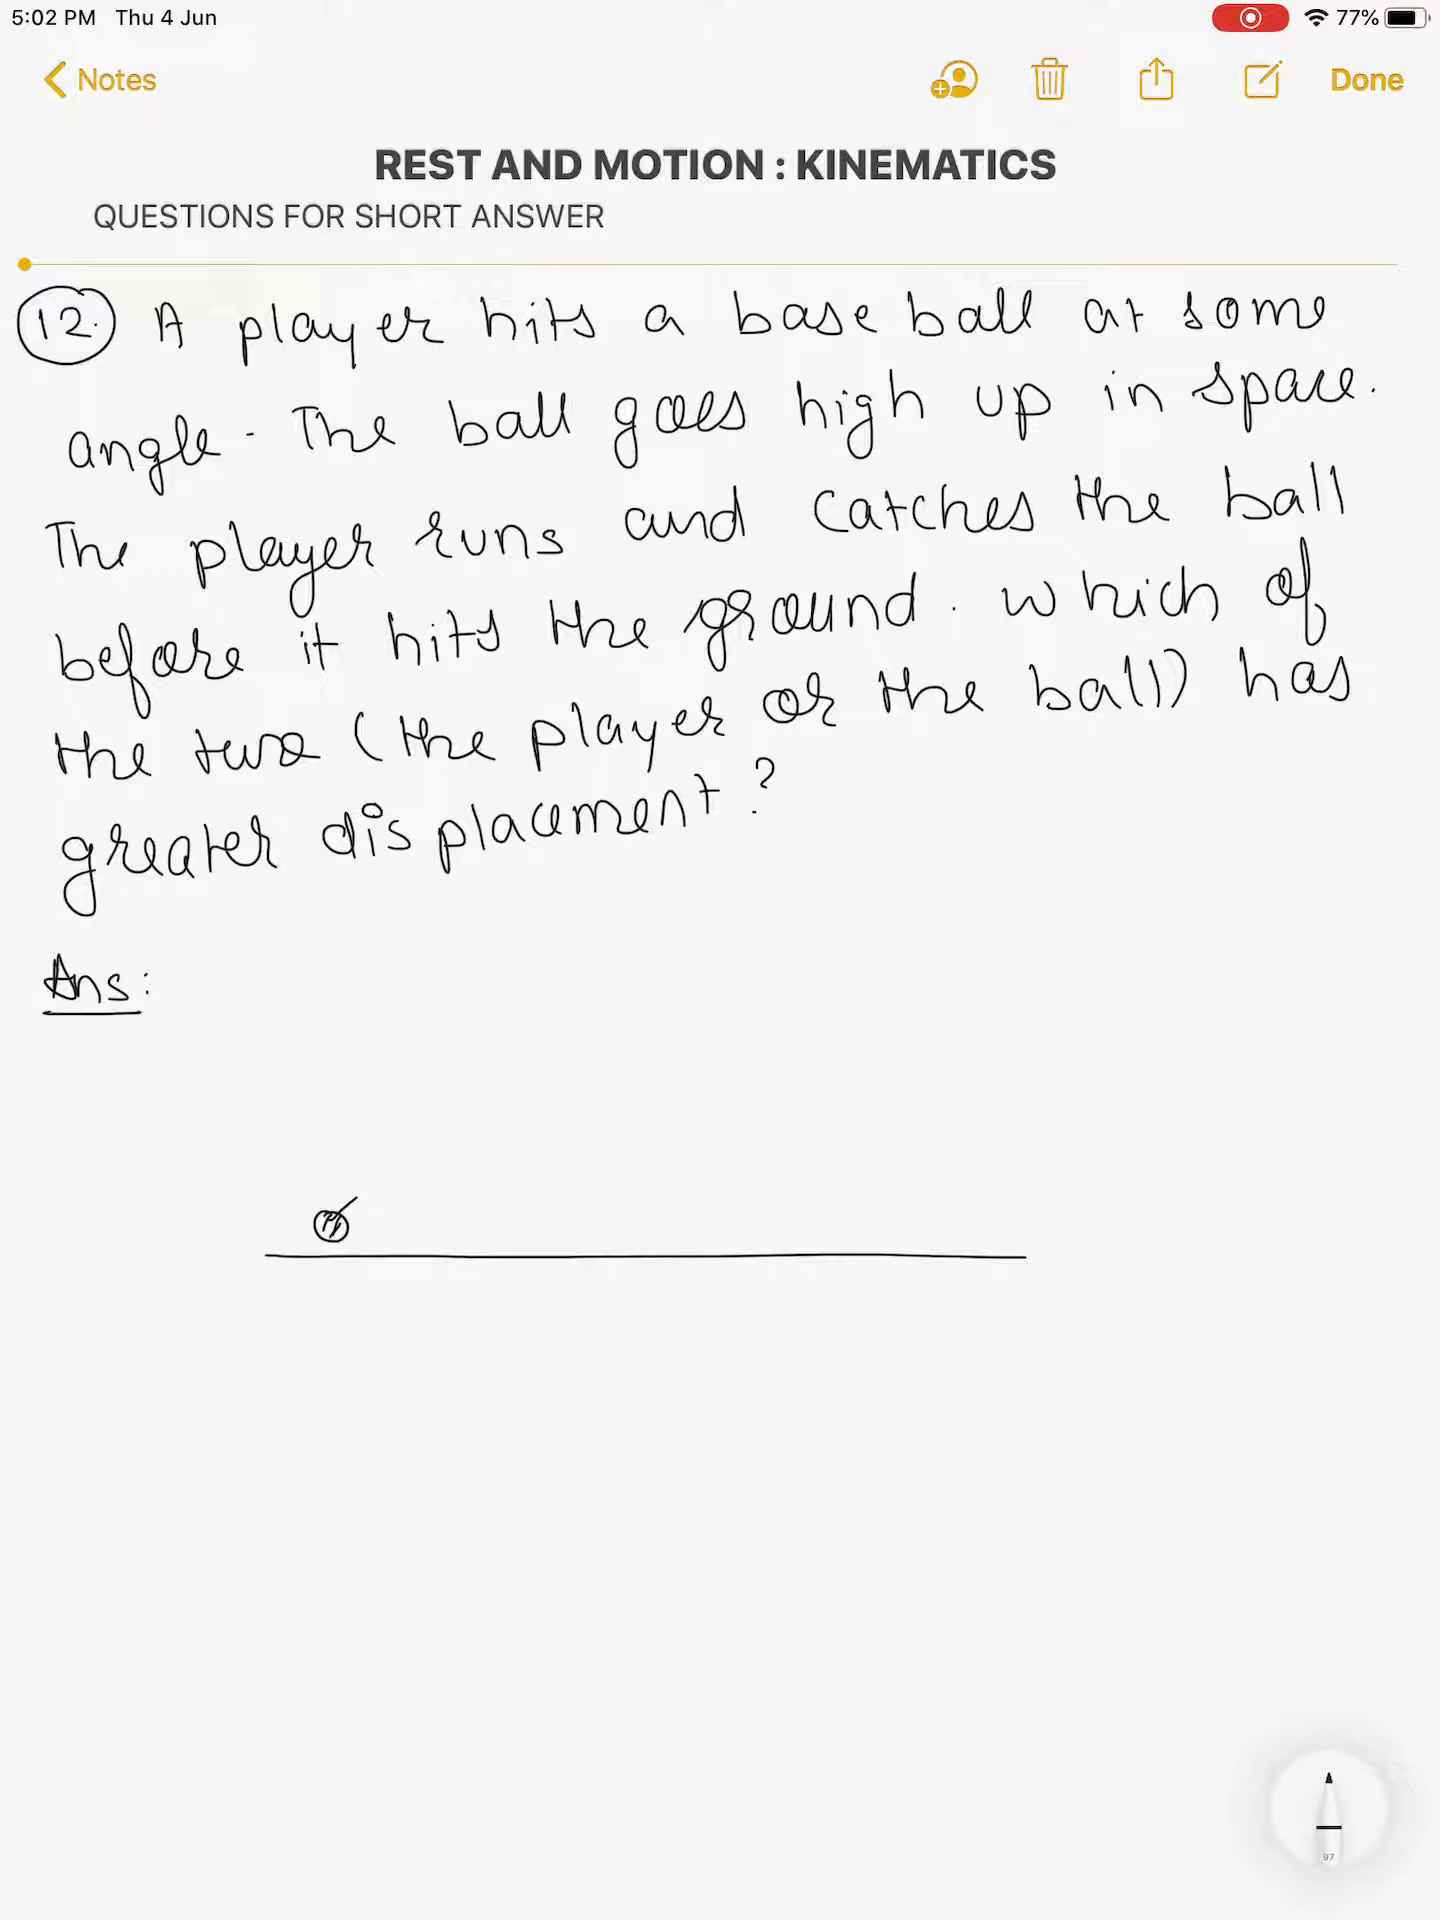 5:02 PM Thu 4 Jun 77%
Notes Done
REST AND MOTION : KINEMATICS
QUESTIONS FOR SHORT ANSWER
12. A player hits a base ball at some
angle. The ball goes high up in space.
The player runs and catches the ball
before it hits the ground. which of
the two (the player or the ball) has
greater displacement?
Ans:
97